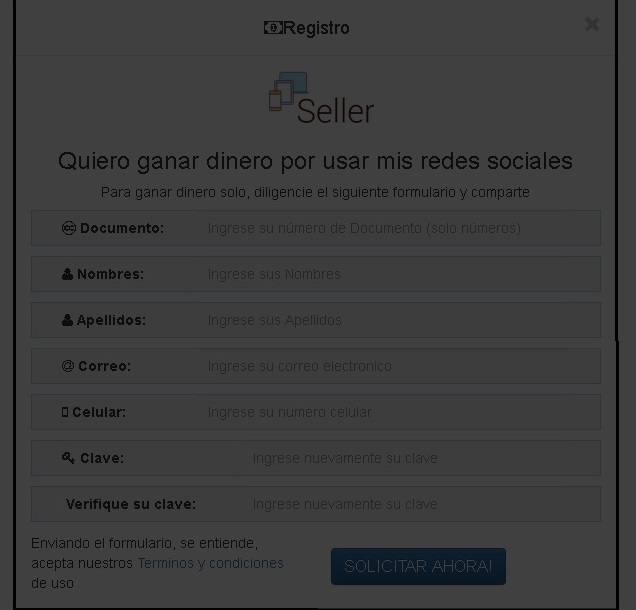 Registro
Seller
Quiero ganar dinero por usar mis redes sociales
Para ganar dinero solo, diligencie el siguiente formulario y comparte
Documento: Ingrese su número de Documento (solo números)
Nombres: Ingrese sus Nombres
Apellidos: Ingrese sus Apellidos
@ Correo: Ingrese su correo electronico
Celular: Ingrese su numero celular
Clave: Ingrese nuevamente su clave
Verifique su clave: Ingrese nuevamente su clave
Enviando el formulario, se entiende,
acepta nuestros Terminos y condiciones
de uso
SOLICITAR AHORA!